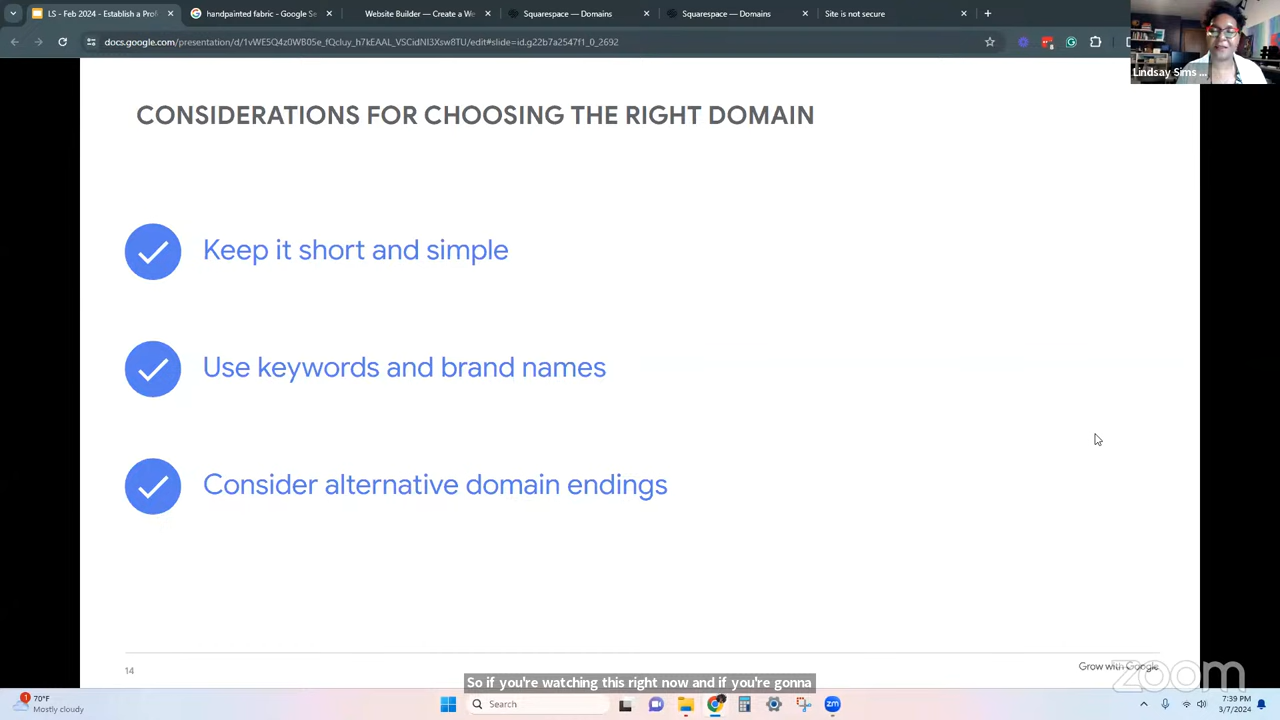 LS - Feb 2024 - Establish a Prof
handpainted fabric - Google Se
Website Builder — Create a We
Squarespace — Domains
Squarespace — Domains
Site is not secure
docs.google.com/presentation/d/1vWE5Q4z0WB05e_fQcluy_h7kEAAL_VSCidNl3Xsw8TU/edit#slide=id.g22b7a2547f1_0_2692
Lindsay Sims ...
CONSIDERATIONS FOR CHOOSING THE RIGHT DOMAIN
Keep it short and simple
Use keywords and brand names
Consider alternative domain endings
14
Grow with Google
zoom
So if you're watching this right now and if you're gonna
1
70°F
Mostly cloudy
Search
zm
7:39 PM
3/7/2024